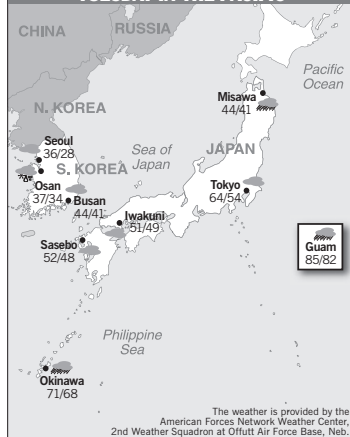 CHINA
RUSSIA
Pacific
Ocean
Misawa
44/41
N. KOREA
Seoul
36/28
Sea of
Japan
JAPAN
S. KOREA
Osan
37/34
Busan
44/41
Tokyo
64/54
Iwakuni
51/49
Sasebo
52/48
Guam
85/82
Philippine
Sea
Okinawa
71/68
The weather is provided by the
American Forces Network Weather Center,
2nd Weather Squadron at Offutt Air Force Base, Neb.